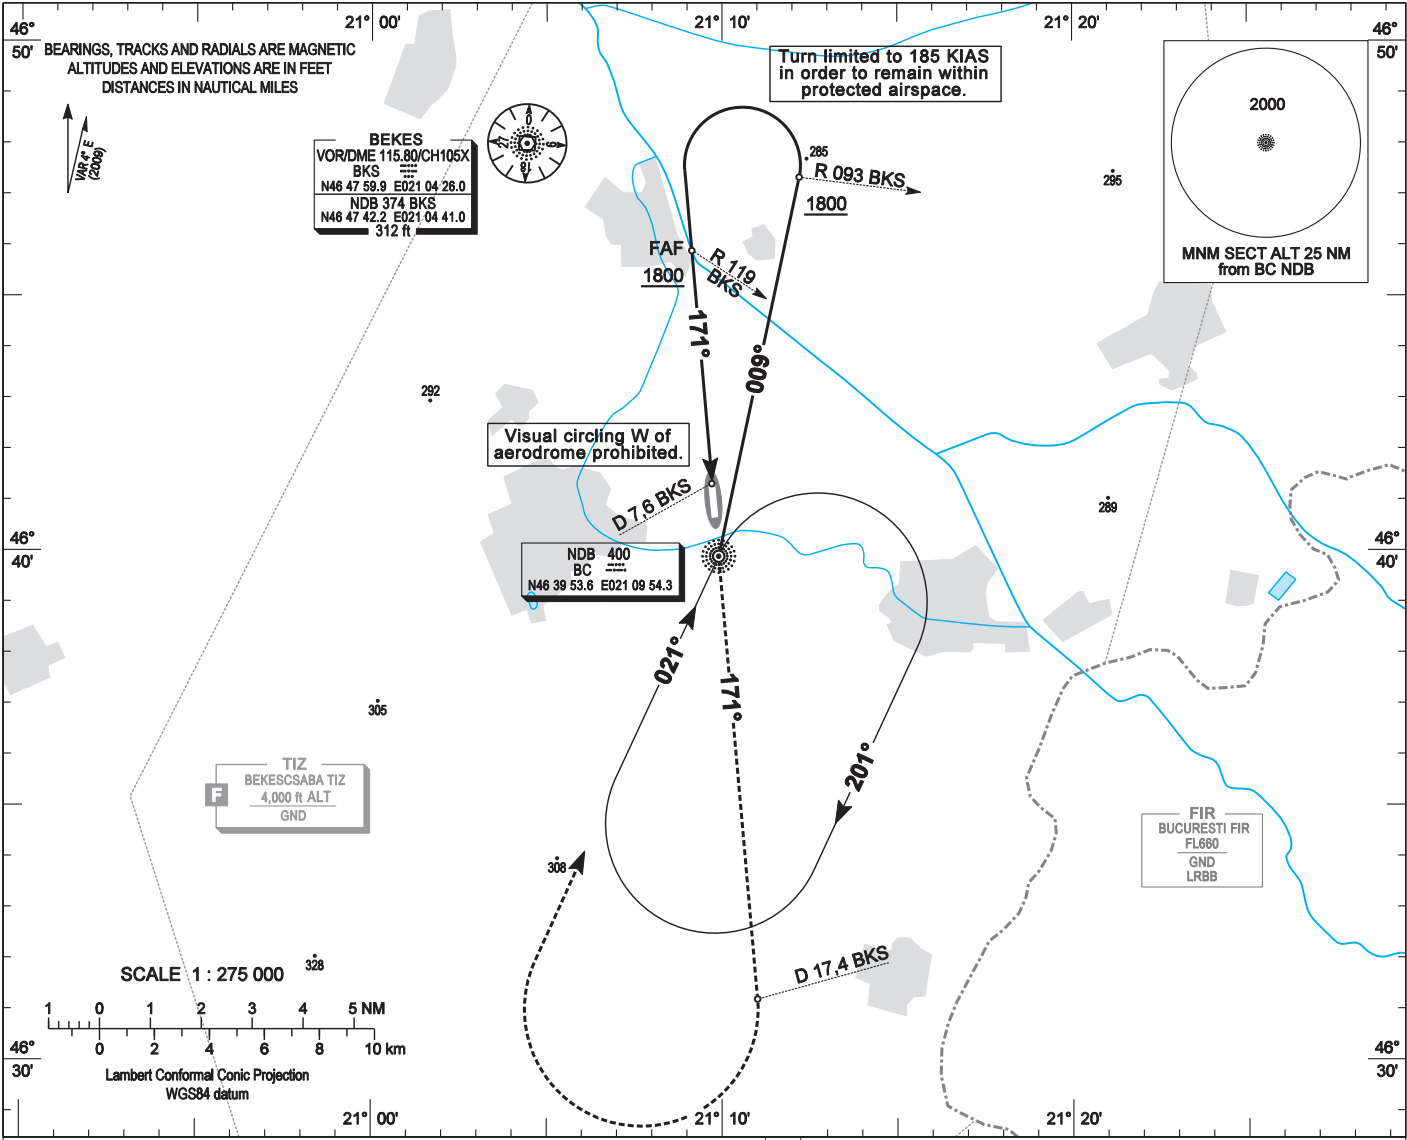 46°
50'
21° 00'
21° 10'
21° 20'
46°
50'
BEARINGS, TRACKS AND RADIALS ARE MAGNETIC
ALTITUDES AND ELEVATIONS ARE IN FEET
DISTANCES IN NAUTICAL MILES
VAR 4° E
(2009)
BEKES
VOR/DME 115.80/CH105X
BKS
N46 47 59.9 E021 04 26.0
NDB 374 BKS
N46 47 42.2 E021 04 41.0
312 ft
0
9
18
27
Turn limited to 185 KIAS
in order to remain within
protected airspace.
2000
MNM SECT ALT 25 NM
from BC NDB
285
R 093 BKS
1800
295
FAF
1800
R 119
BKS
171°
009°
292
Visual circling W of
aerodrome prohibited.
D 7,6 BKS
289
46°
40'
NDB 400
BC
N46 39 53.6 E021 09 54.3
46°
40'
021°
171°
305
201°
TIZ
BEKESCSABA TIZ
F
4,000 ft ALT
GND
FIR
BUCURESTI FIR
FL660
GND
LRBB
308
328
D 17,4 BKS
SCALE 1 : 275 000
1 0 1 2 3 4 5 NM
0 2 4 6 8 10 km
Lambert Conformal Conic Projection
WGS84 datum
46°
30'
46°
30'
21° 00'
21° 10'
21° 20'